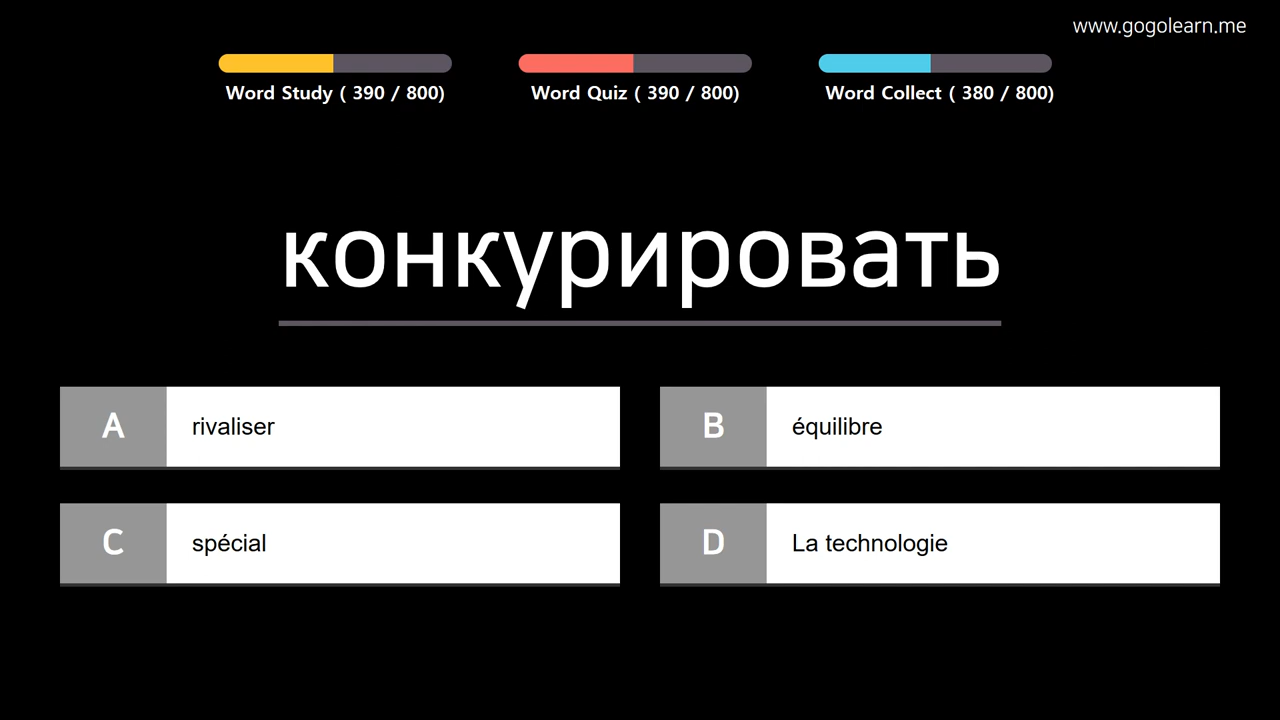 www.gogolearn.me
Word Study ( 390 / 800)
Word Quiz ( 390 / 800)
Word Collect ( 380 / 800)
конкурировать
A rivaliser
B équilibre
C spécial
D La technologie